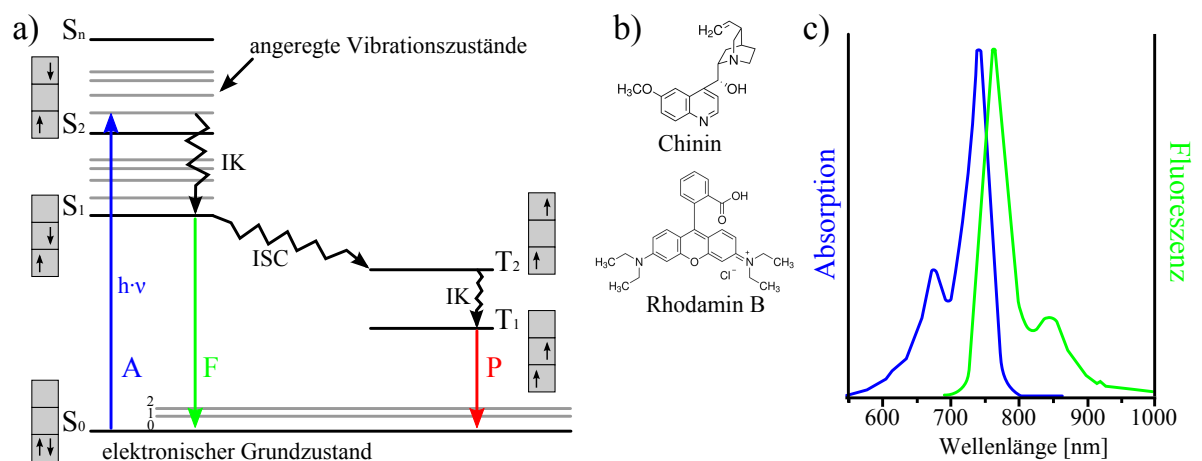 a)
Sn
angeregte Vibrationszustände
S2
IK
S1
ISC
T2
IK
T1
h·ν
A
F
P
2
1
0
S0
elektronischer Grundzustand
b)
H2C
N
OH
H3CO
N
Chinin
OH
O
H3C
N
O
N+
CH3
Cl−
H3C
CH3
Rhodamin B
c)
Absorption
Fluoreszenz
600 700 800 900 1000
Wellenlänge [nm]